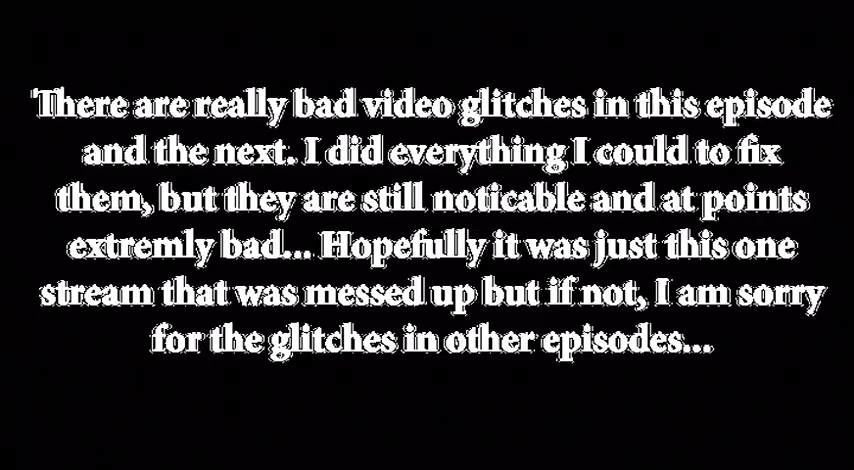 There are really bad video glitches in this episode
and the next. I did everything I could to fix
them, but they are still noticable and at points
extremly bad... Hopefully it was just this one
stream that was messed up but if not, I am sorry
for the glitches in other episodes...